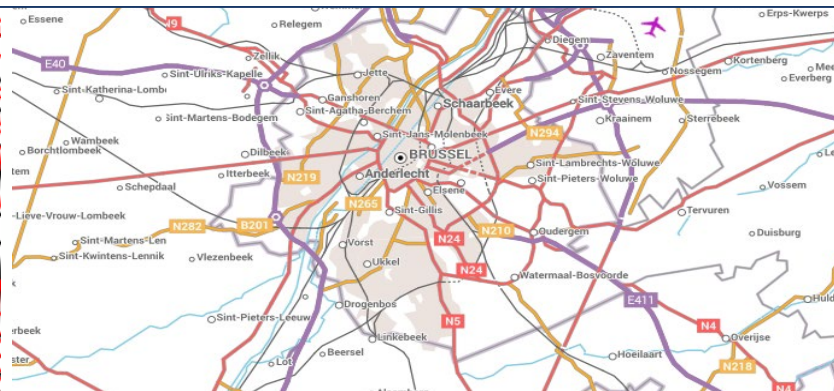 Essene
Relegem
Erps-Kwerps
N9
Diegem
Zellik
Zaventem
E40
Kortenberg
Sint-Ulriks-Kapelle
Jette
Nossegem
Everberg
Sint-Katherina-Lomb
Ganshoren
Evere
Schaarbeek
Sint-Stevens-Woluwe
Sint-Agatha-Berchem
Sint-Martens-Bodegem
Kraainem
Sterrebeek
Sint-Jans-Molenbeek
N294
Wambeek
Borchtlombeek
Dilbeek
BRUSSEL
Sint-Lambrechts-Woluwe
Itterbeek
N219
Anderlecht
Sint-Pieters-Woluwe
Schepdaal
Elsene
Vossem
N265
Sint-Gillis
Tervuren
-Lieve-Vrouw-Lombeek
N282
B201
N210
Oudergem
Duisburg
Sint-Martens-Len
Vorst
N24
Sint-Kwintens-Lennik
Vlezenbeek
Ukkel
N24
Watermaal-Bosvoorde
E411
Drogenbos
Sint-Pieters-Leeuw
N5
N4
rbeek
Linkebeek
Overijse
Beersel
Hoeilaart
Lot
N218
N4